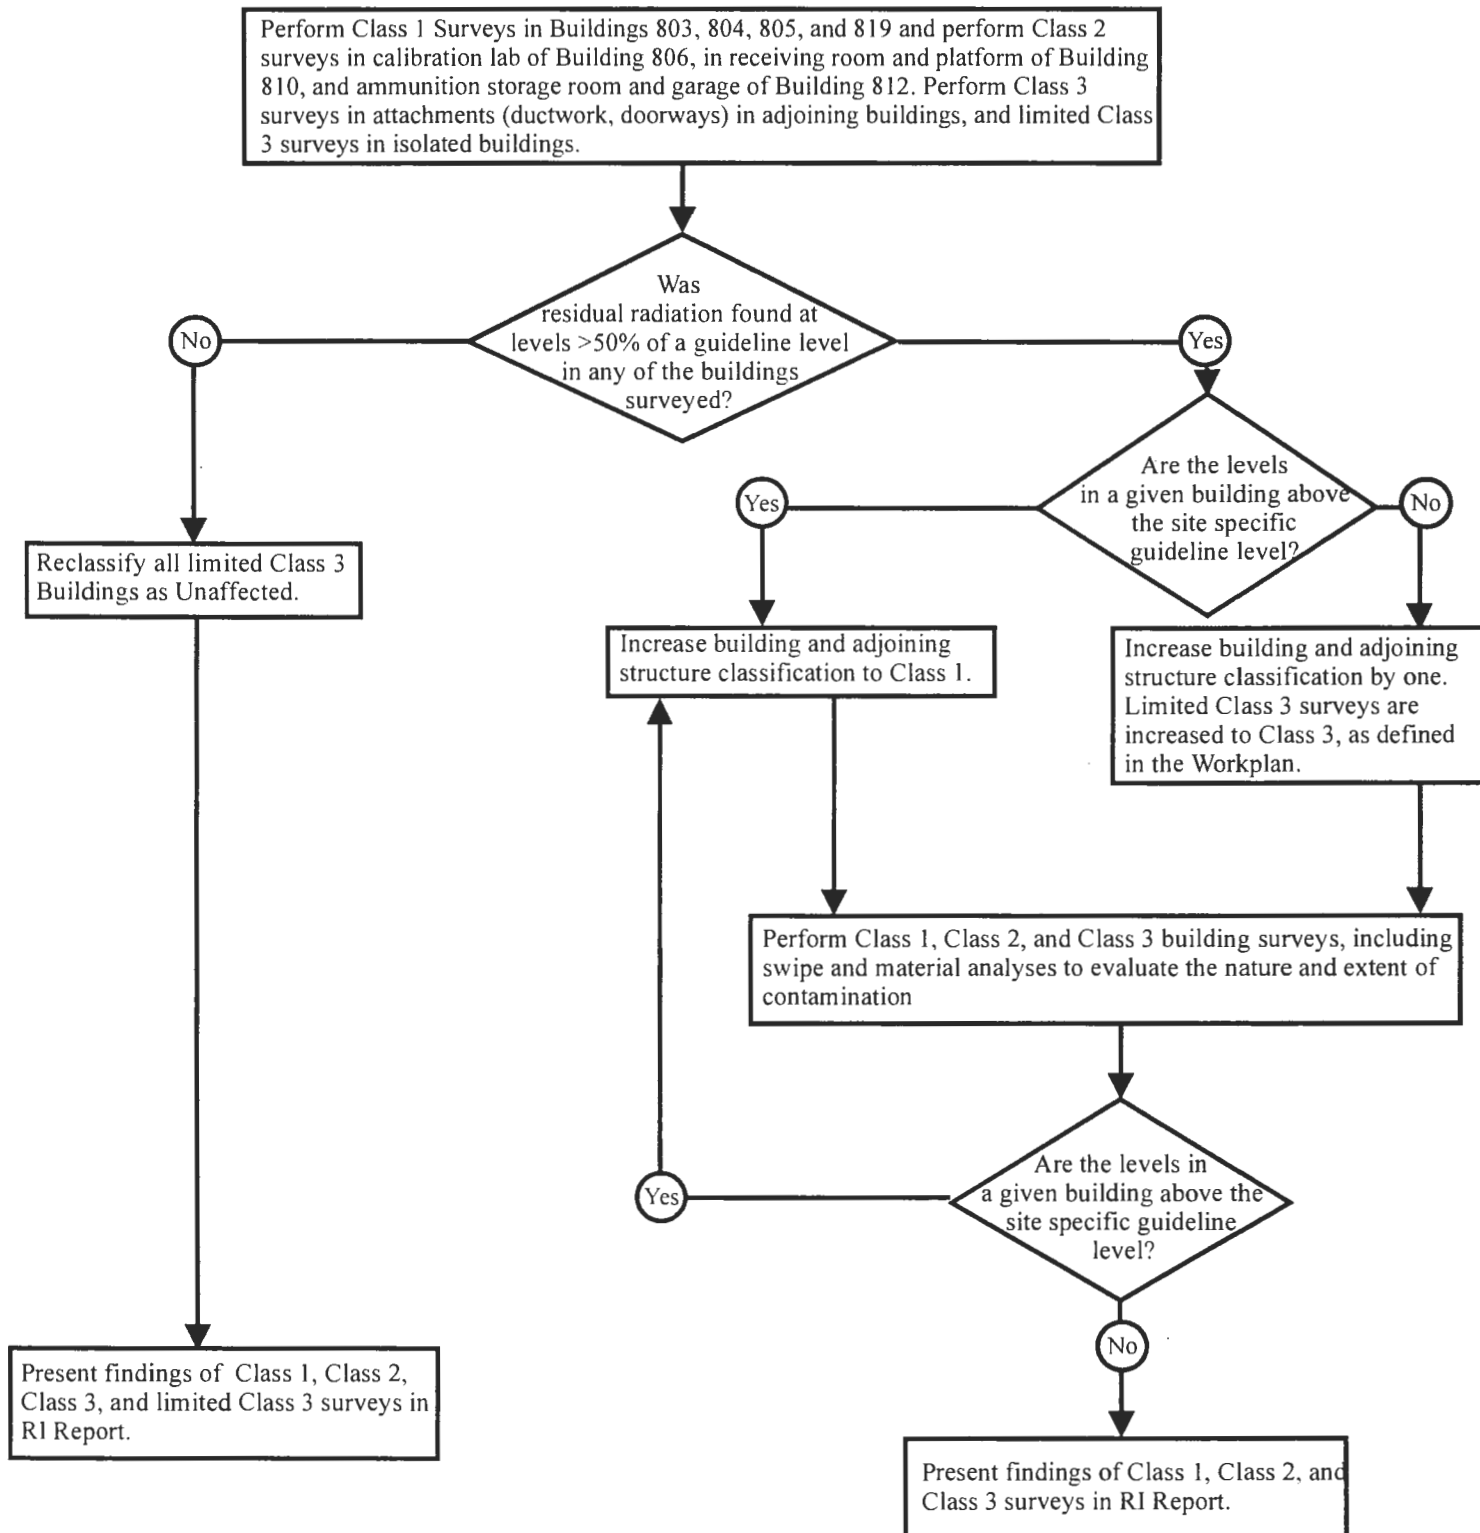 Perform Class 1 Surveys in Buildings 803, 804, 805, and 819 and perform Class 2
surveys in calibration lab of Building 806, in receiving room and platform of Building
810, and ammunition storage room and garage of Building 812. Perform Class 3
surveys in attachments (ductwork, doorways) in adjoining buildings, and limited Class
3 surveys in isolated buildings.
Was
residual radiation found at
levels >50% of a guideline level
in any of the buildings
surveyed?
No
Yes
Are the levels
in a given building above
the site specific
guideline level?
Yes
No
Reclassify all limited Class 3
Buildings as Unaffected.
Increase building and adjoining
structure classification to Class 1.
Increase building and adjoining
structure classification by one.
Limited Class 3 surveys are
increased to Class 3, as defined
in the Workplan.
Perform Class 1, Class 2, and Class 3 building surveys, including
swipe and material analyses to evaluate the nature and extent of
contamination
Are the levels in
a given building above the
site specific guideline
level?
Yes
No
Present findings of Class 1, Class 2,
Class 3, and limited Class 3 surveys in
RI Report.
Present findings of Class 1, Class 2, and
Class 3 surveys in RI Report.